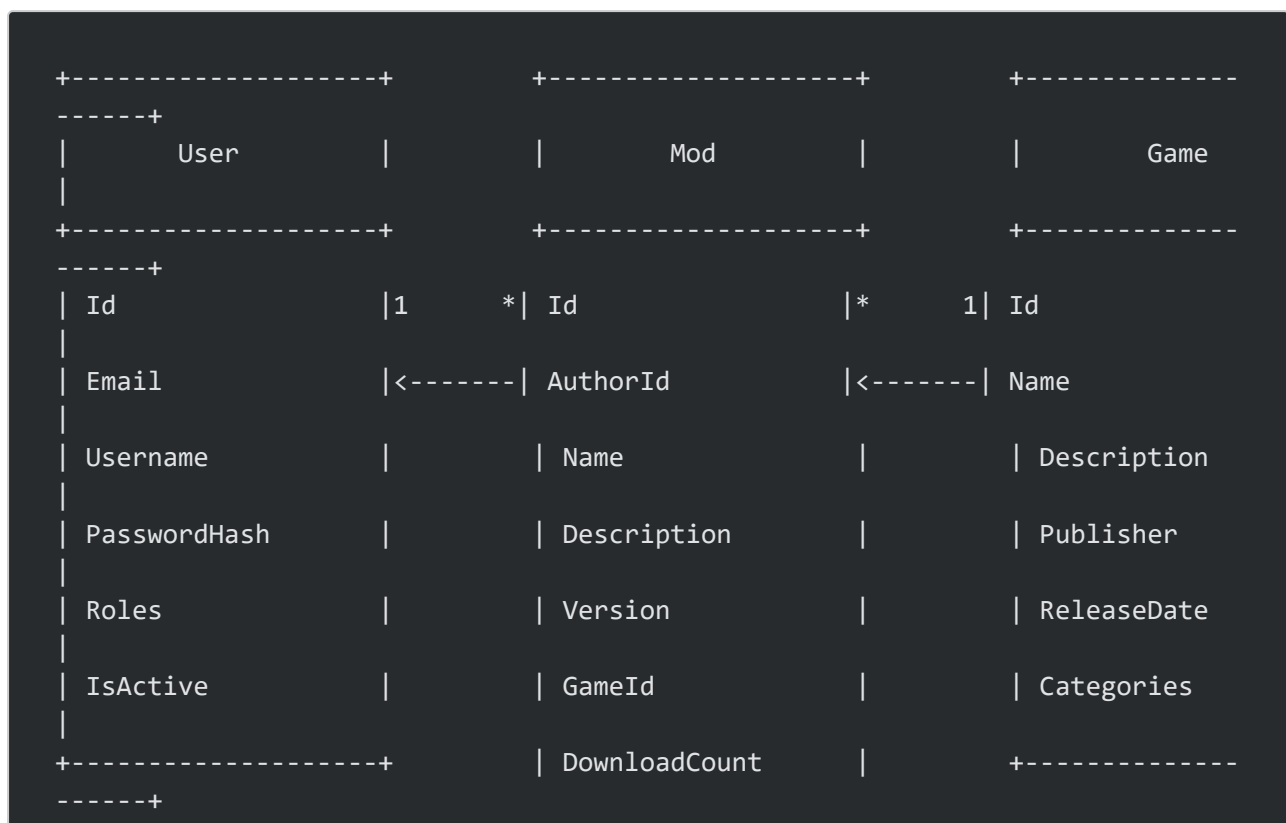 +--------------------+         +--------------------+         +--------------
------+
|       User         |         |        Mod         |         |        Game
|
+--------------------+         +--------------------+         +--------------
------+
| Id                 |1      *| Id                 |*      1| Id
|
| Email              |<-------| AuthorId           |<-------| Name
|
| Username           |         | Name               |         | Description
|
| PasswordHash       |         | Description        |         | Publisher
|
| Roles              |         | Version            |         | ReleaseDate
|
| IsActive           |         | GameId             |         | Categories
|
+--------------------+         | DownloadCount      |         +--------------
------+